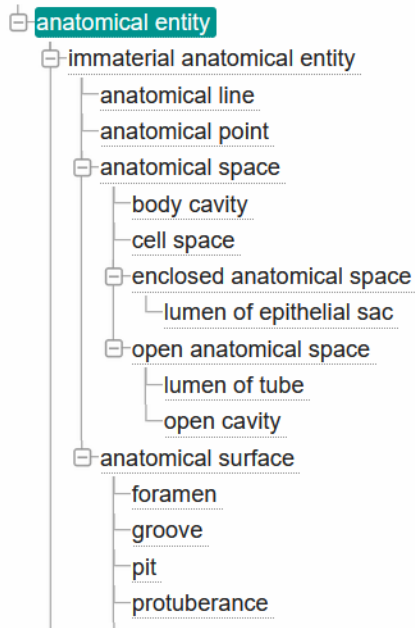 anatomical entity
immaterial anatomical entity
anatomical line
anatomical point
anatomical space
body cavity
cell space
enclosed anatomical space
lumen of epithelial sac
open anatomical space
lumen of tube
open cavity
anatomical surface
foramen
groove
pit
protuberance